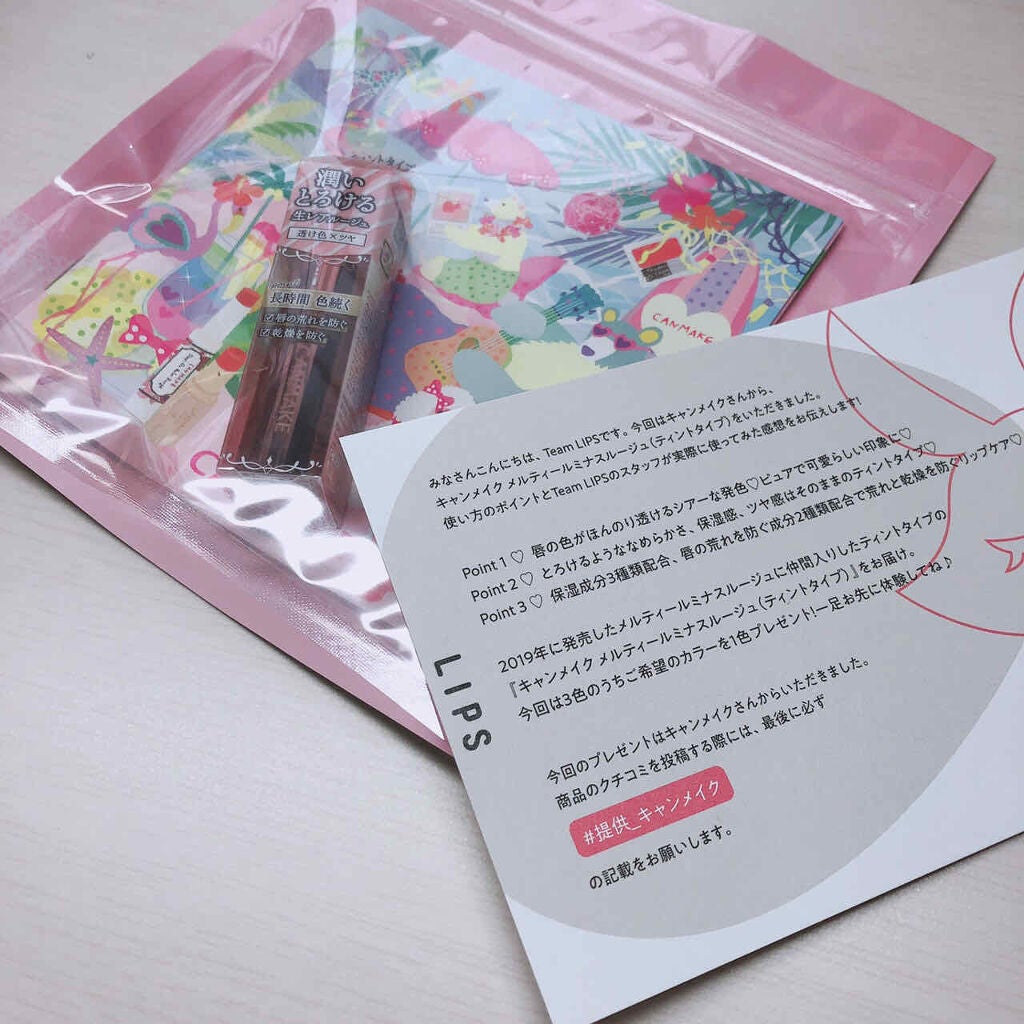 ントタイプ
潤い
とろける
生レアルージュ
透け色×ツヤ
長時間 色続く
唇の荒れを防ぐ
乾燥を防ぐ
CANMAKE
CANMAKE
みなさんこんにちは、Team LIPSです。今回はキャンメイクさんから、
キャンメイク メルティールミナスルージュ(ティントタイプ)をいただきました。
使い方のポイントとTeam LIPSのスタッフが実際に使ってみた感想をお伝えします!
Point 1♡ 唇の色がほんのり透けるシアーな発色♡ピュアで可愛らしい印象に♡
Point 2♡ とろけるようななめらかさ、保湿感、ツヤ感はそのままのティントタイプ♡
Point 3♡ 保湿成分3種類配合、唇の荒れを防ぐ成分2種類配合で荒れと乾燥を防ぐリップケア♡
2019年に発売したメルティールミナスルージュに仲間入りしたティントタイプの
『キャンメイク メルティールミナスルージュ(ティントタイプ)』をお届け。
今回は3色のうちご希望のカラーを1色プレゼント!一足お先に体験してね♪
LIPS
今回のプレゼントはキャンメイクさんからいただきました。
商品のクチコミを投稿する際には、最後に必ず
#提供_キャンメイク
の記載をお願いします。